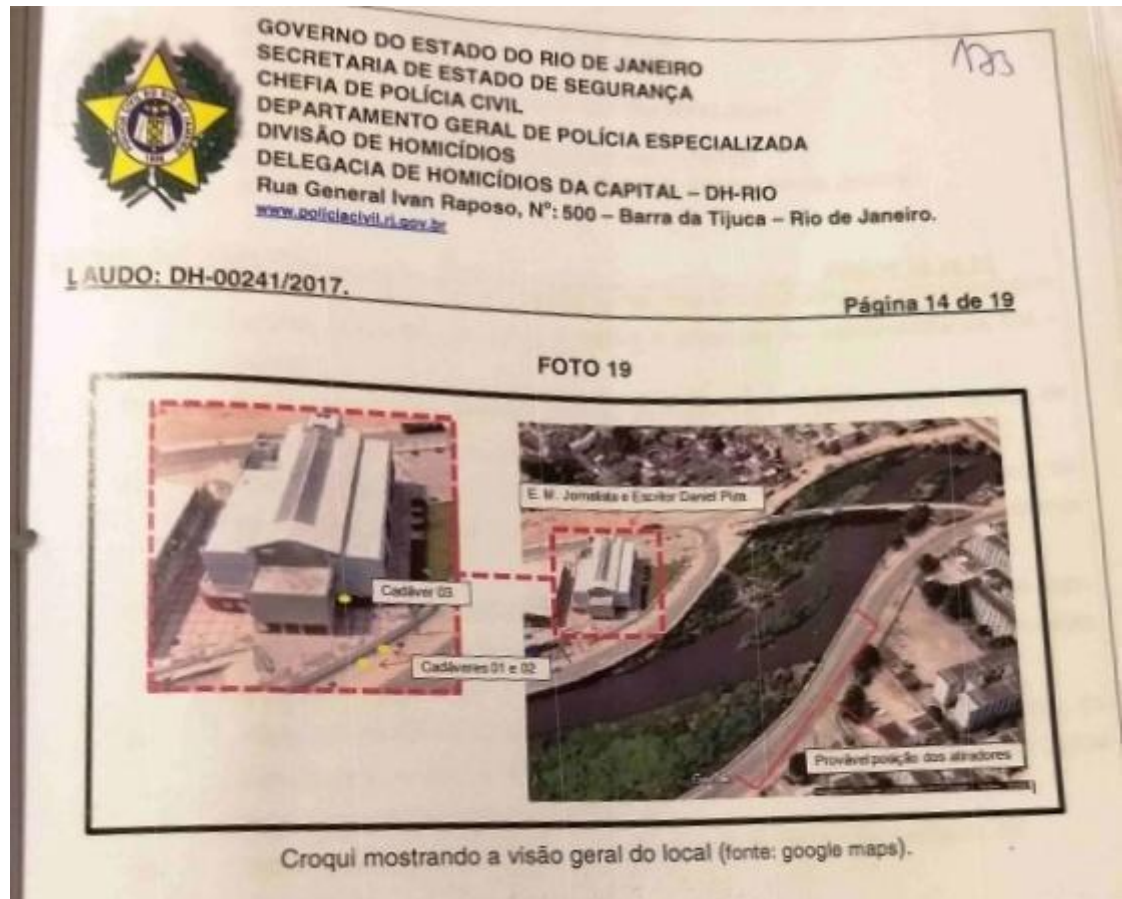 GOVERNO DO ESTADO DO RIO DE JANEIRO
SECRETARIA DE ESTADO DE SEGURANÇA
CHEFIA DE POLÍCIA CIVIL
DEPARTAMENTO GERAL DE POLÍCIA ESPECIALIZADA
DIVISÃO DE HOMICÍDIOS
DELEGACIA DE HOMICÍDIOS DA CAPITAL – DH-RIO
Rua General Ivan Raposo, Nº: 500 – Barra da Tijuca – Rio de Janeiro.
www.policiacivil.rj.gov.br
LAUDO: DH-00241/2017.
Página 14 de 19
FOTO 19
E. M. Jornalista e Escritor Daniel Piza
Cadáver 03
Cadáveres 01 e 02
Provável posição dos atiradores
Croqui mostrando a visão geral do local (fonte: google maps).